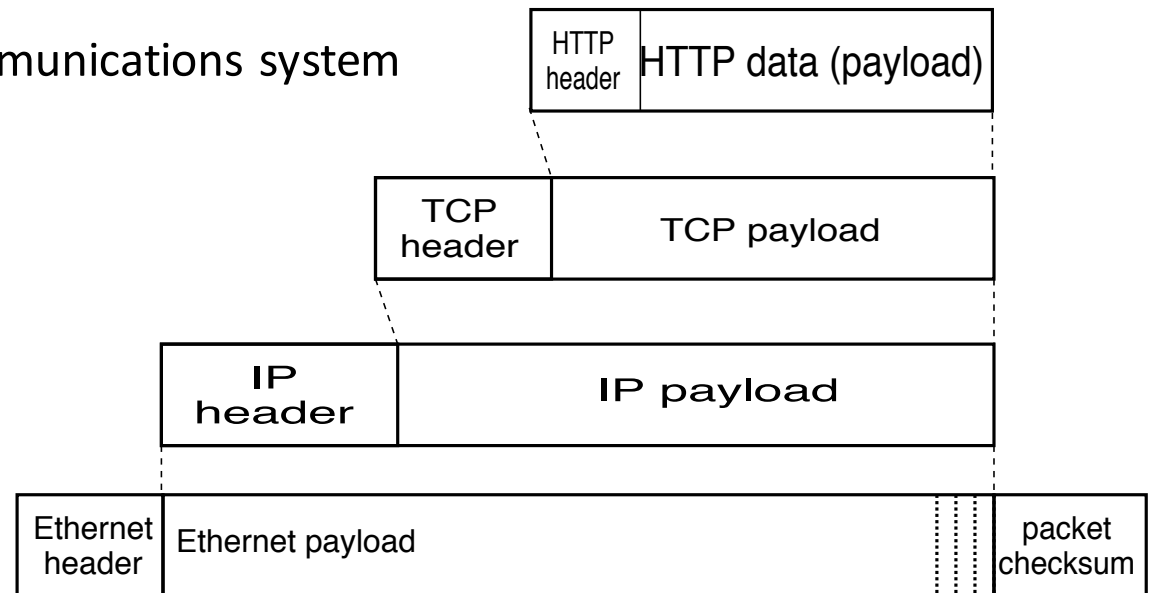 munications system
HTTP
header
HTTP data (payload)
TCP
header
TCP payload
IP
header
IP payload
Ethernet
header
Ethernet payload
packet
checksum